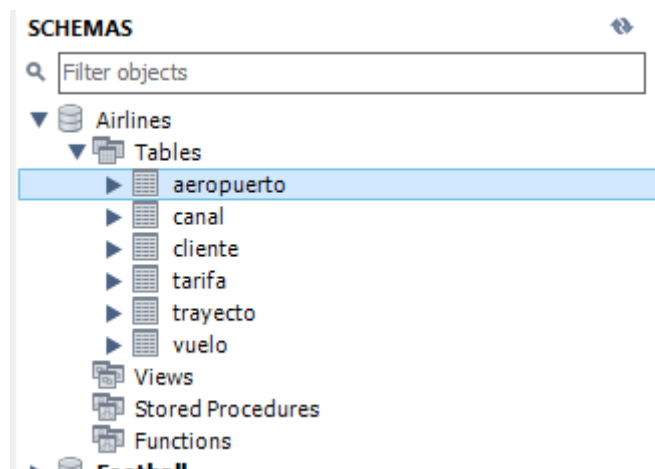 SCHEMAS
Filter objects
Airlines
Tables
aeropuerto
canal
cliente
tarifa
trayecto
vuelo
Views
Stored Procedures
Functions